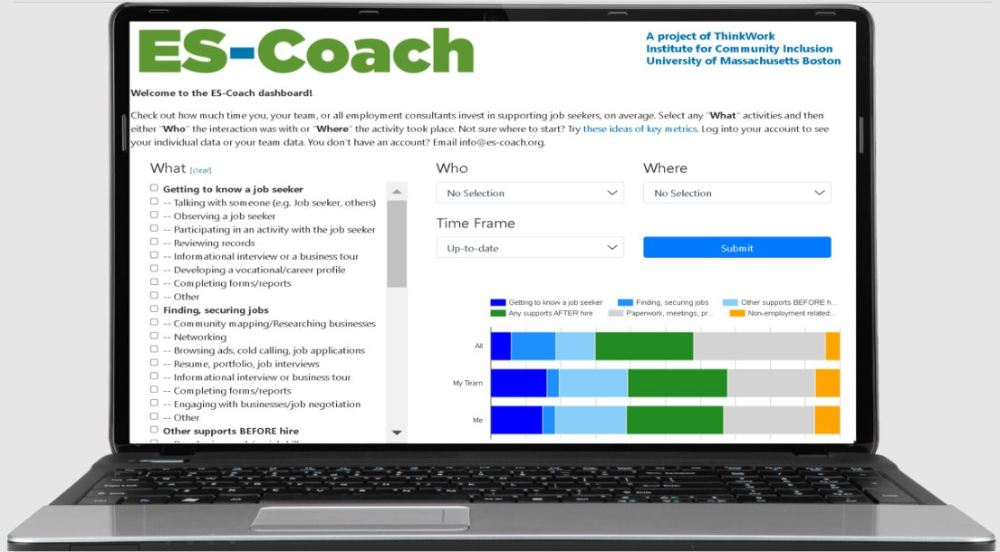 ES-Coach
A project of ThinkWork
Institute for Community Inclusion
University of Massachusetts Boston
Welcome to the ES-Coach dashboard!
Check out how much time you, your team, or all employment consultants invest in supporting job seekers, on average. Select any "What" activities and then
either "Who" the interaction was with or "Where" the activity took place. Not sure where to start? Try these ideas of key metrics. Log into your account to see
your individual data or your team data. You don't have an account? Email info@es-coach.org.
What [clear]
Getting to know a job seeker
-- Talking with someone (e.g. Job seeker, others)
-- Observing a job seeker
-- Participating in an activity with the job seeker
-- Reviewing records
-- Informational interview or a business tour
-- Developing a vocational/career profile
-- Completing forms/reports
-- Other
Finding, securing jobs
-- Community mapping/Researching businesses
-- Networking
-- Browsing ads, cold calling, job applications
-- Resume, portfolio, job interviews
-- Informational interview or business tour
-- Completing forms/reports
-- Engaging with businesses/job negotiation
-- Other
Other supports BEFORE hire
Who
No Selection
Where
No Selection
Time Frame
Up-to-date
Submit
Getting to know a job seeker
Finding, securing jobs
Other supports BEFORE h...
Any supports AFTER hire
Paperwork, meetings, pr...
Non-employment related...
All
My Team
Me